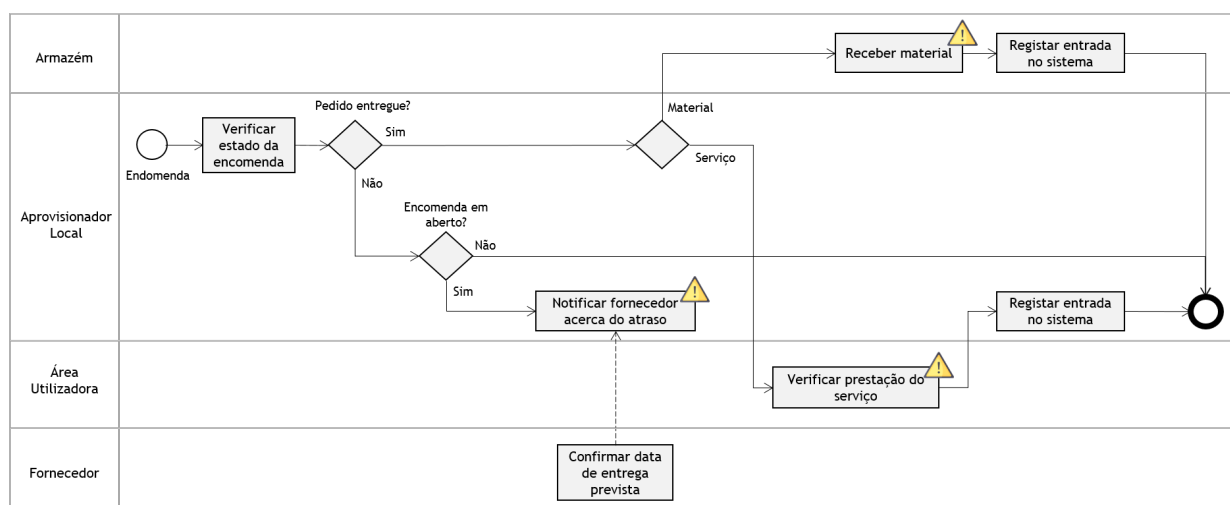 Armazém
Receber material
!
Registar entrada
no sistema
Aprovisionador
Local
Endomenda
Verificar
estado da
encomenda
Pedido entregue?
Sim
Não
Material
Serviço
Encomenda em
aberto?
Não
Sim
Notificar fornecedor
acerca do atraso
!
Registar entrada
no sistema
Área
Utilizadora
Verificar prestação do
serviço
!
Fornecedor
Confirmar data
de entrega
prevista